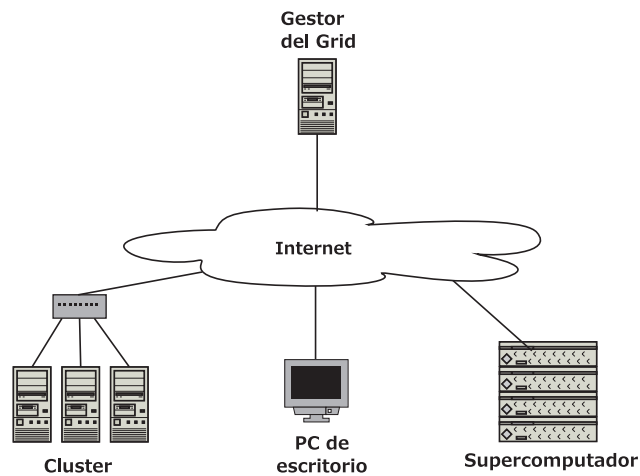 Gestor
del Grid
Internet
Cluster
PC de
escritorio
Supercomputador